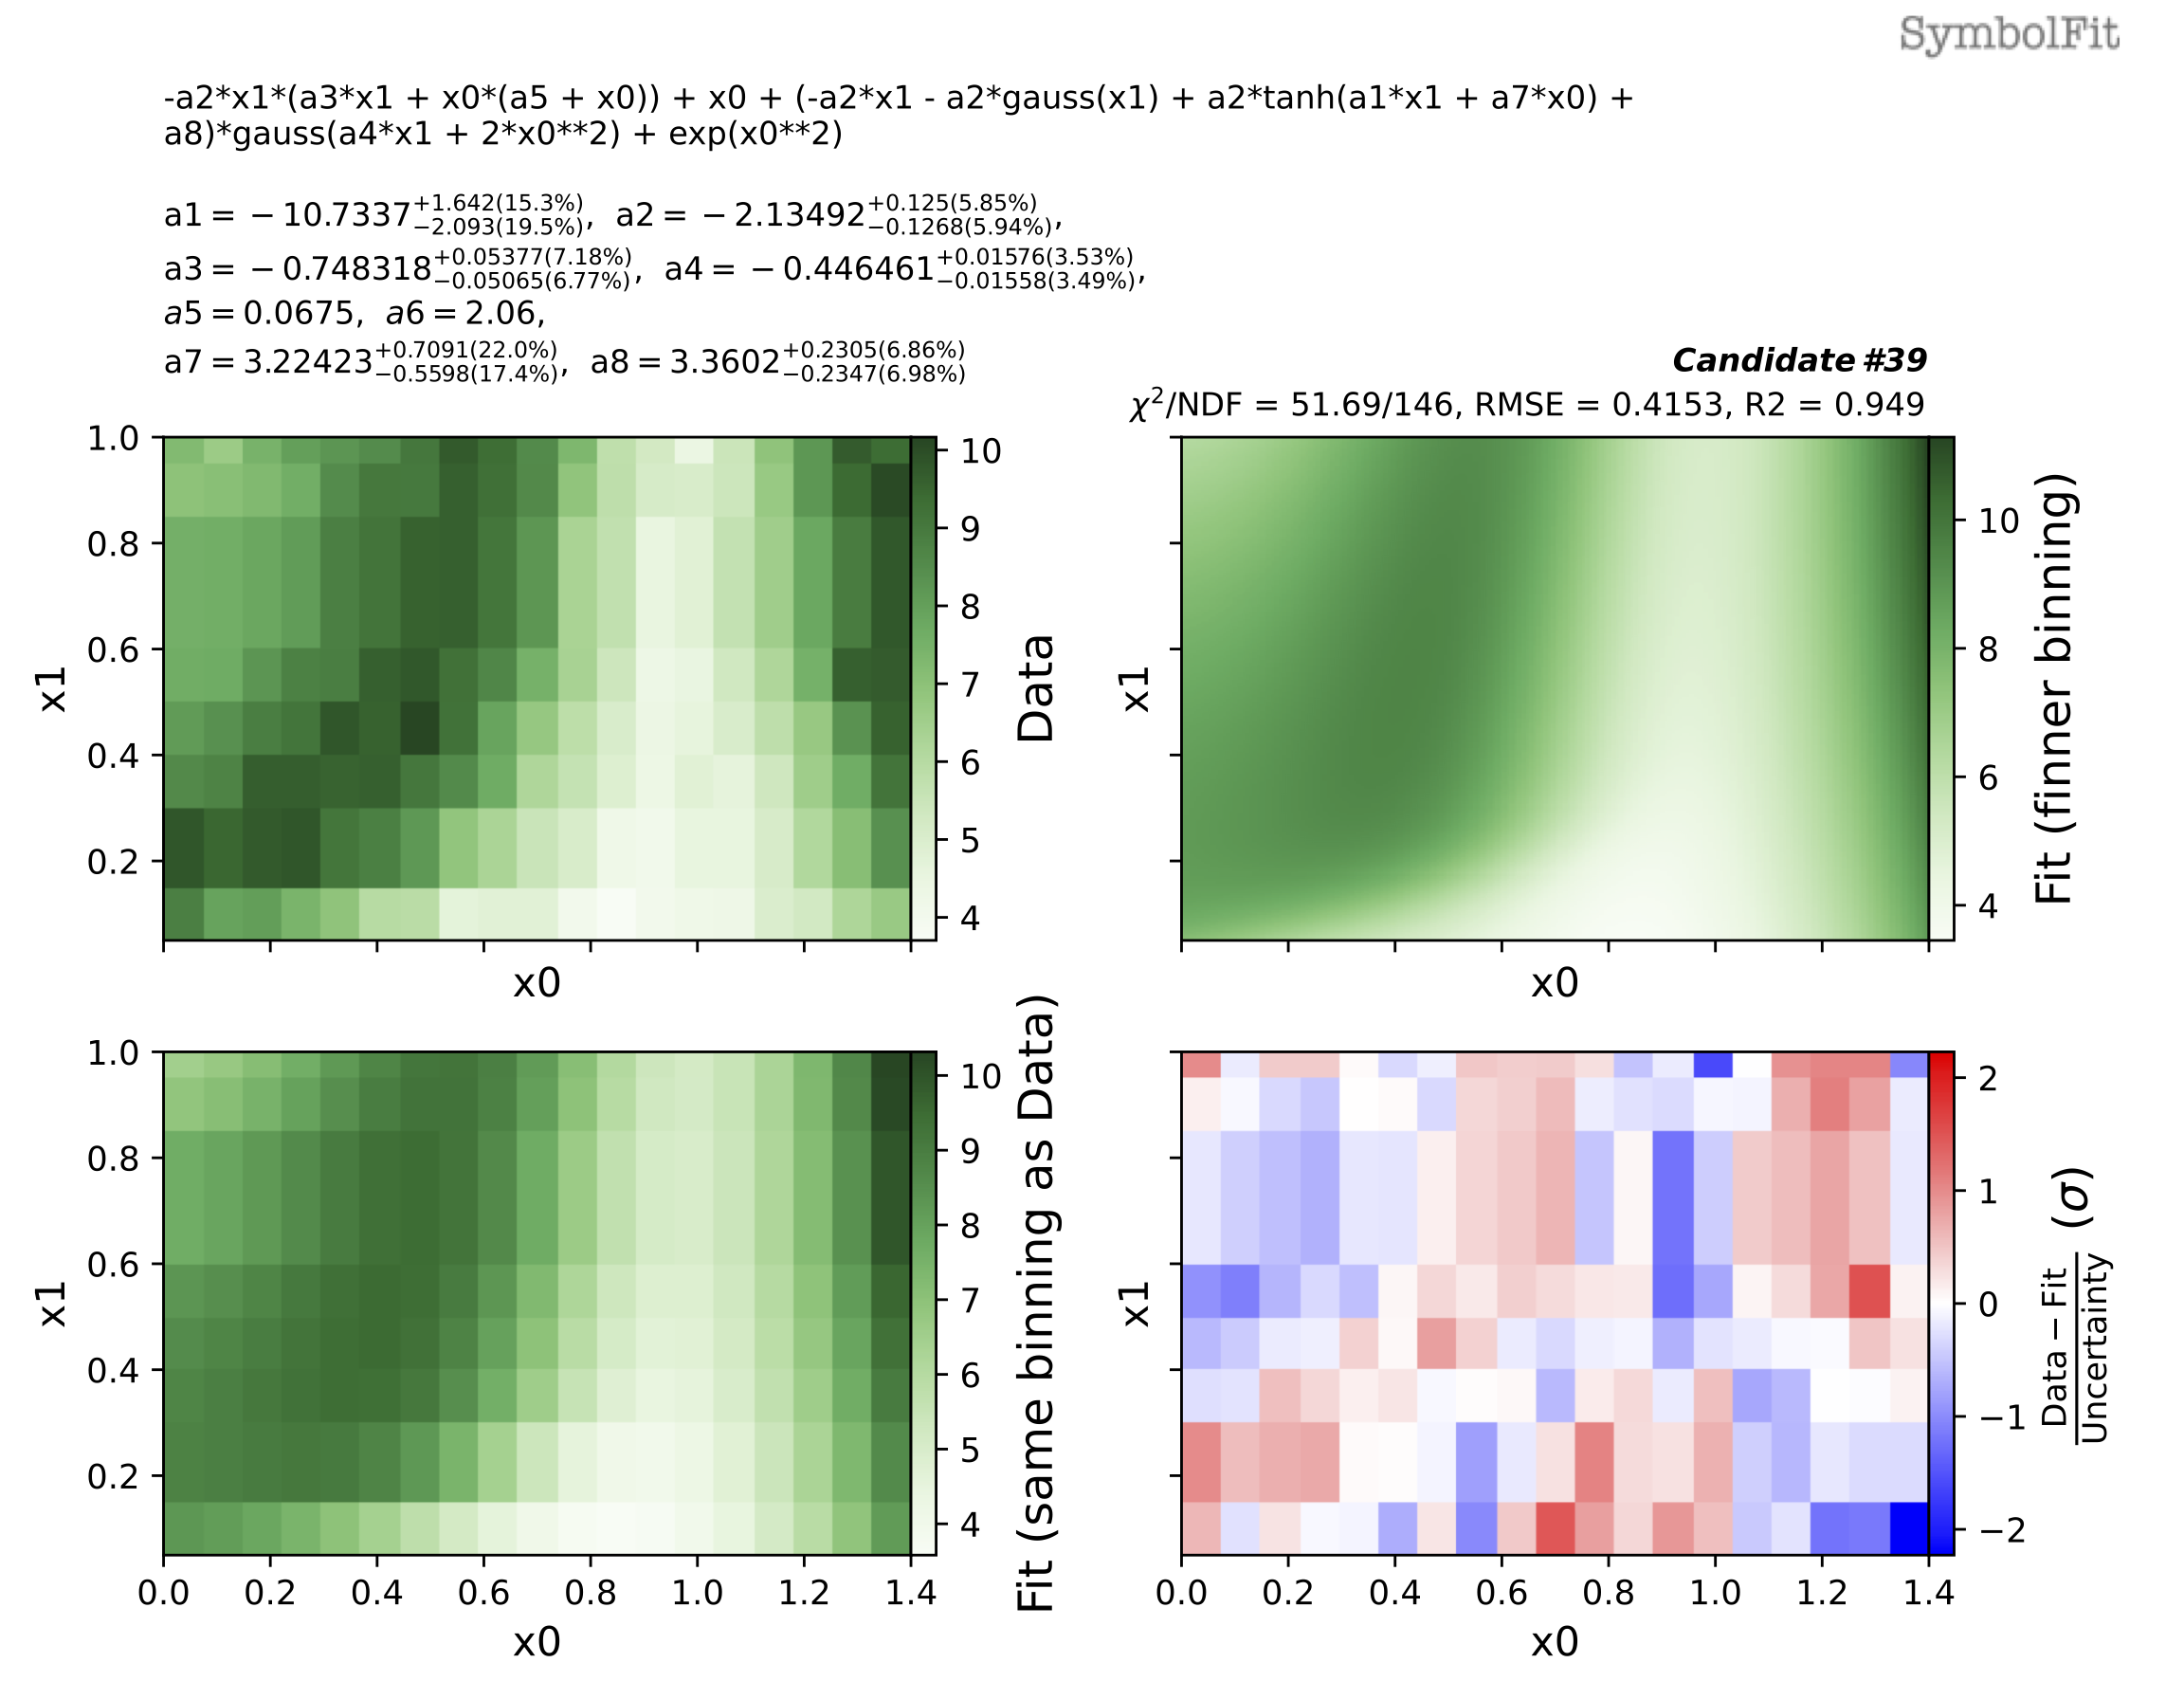 SymbolFit
-a2*x1*(a3*x1 + x0*(a5 + x0)) + x0 + (-a2*x1 - a2*gauss(x1) + a2*tanh(a1*x1 + a7*x0) +
a8)*gauss(a4*x1 + 2*x0**2) + exp(x0**2)
a1 = −10.7337 +1.642(15.3%) −2.093(19.5%), a2 = −2.13492 +0.125(5.85%) −0.1268(5.94%),
a3 = −0.748318 +0.05377(7.18%) −0.05065(6.77%), a4 = −0.446461 +0.01576(3.53%) −0.01558(3.49%),
a5 = 0.0675, a6 = 2.06,
a7 = 3.22423 +0.7091(22.0%) −0.5598(17.4%), a8 = 3.3602 +0.2305(6.86%) −0.2347(6.98%)
Candidate #39
χ²/NDF = 51.69/146, RMSE = 0.4153, R2 = 0.949
1.0
0.8
0.6
0.4
0.2
x1
x0
10
9
8
7
6
5
4
Data
x1
x0
10
8
6
4
Fit (finner binning)
1.0
0.8
0.6
0.4
0.2
x1
0.0 0.2 0.4 0.6 0.8 1.0 1.2 1.4
x0
10
9
8
7
6
5
4
Fit (same binning as Data)
x1
0.0 0.2 0.4 0.6 0.8 1.0 1.2 1.4
x0
2
1
0
−1
−2
Data − Fit
Uncertainty
(σ)